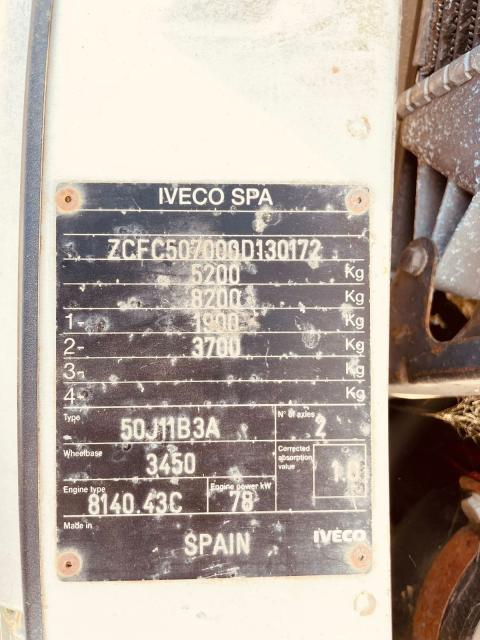 IVECO SPA
ZCFC507000D130172
5200 Kg
8200 Kg
1- 1900 Kg
2- 3700 Kg
3- Kg
4- Kg
Type 50J11B3A N° of axles 2
Wheelbase 3450 Corrected absorption value
Engine type 8140.43C Engine power kW 78
Made in SPAIN IVECO